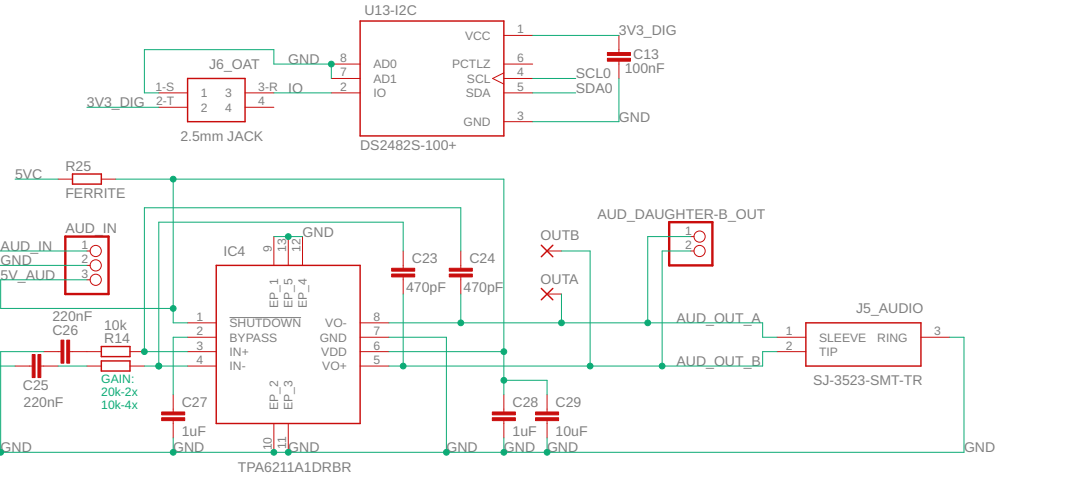 U13-I2C
VCC 1 3V3_DIG
C13
100nF
GND 8 AD0
7 AD1
2 IO
PCTLZ 6
SCL 4 SCL0
SDA 5 SDA0
GND 3 GND
DS2482S-100+
J6_OAT
1-S 1 3 3-R IO
3V3_DIG 2-T 2 4 4
2.5mm JACK
5VC
R25
FERRITE
AUD_IN
AUD_IN 1
GND 2
5V_AUD 3
IC4
9 13 12 GND
EP_1 EP_5 EP_4
C23
470pF
C24
470pF
OUTB
OUTA
AUD_DAUGHTER-B_OUT
1
2
220nF
C26
10k
R14
1 SHUTDOWN VO- 8
2 BYPASS GND 7
3 IN+ VDD 6
4 IN- VO+ 5
EP_2 EP_3
10 11 GND
TPA6211A1DRBR
C25
220nF
GAIN:
20k-2x
10k-4x
C27
1uF
C28
1uF
C29
10uF
AUD_OUT_A
AUD_OUT_B
J5_AUDIO
1 SLEEVE RING 3
2 TIP
SJ-3523-SMT-TR
GND GND GND GND GND GND